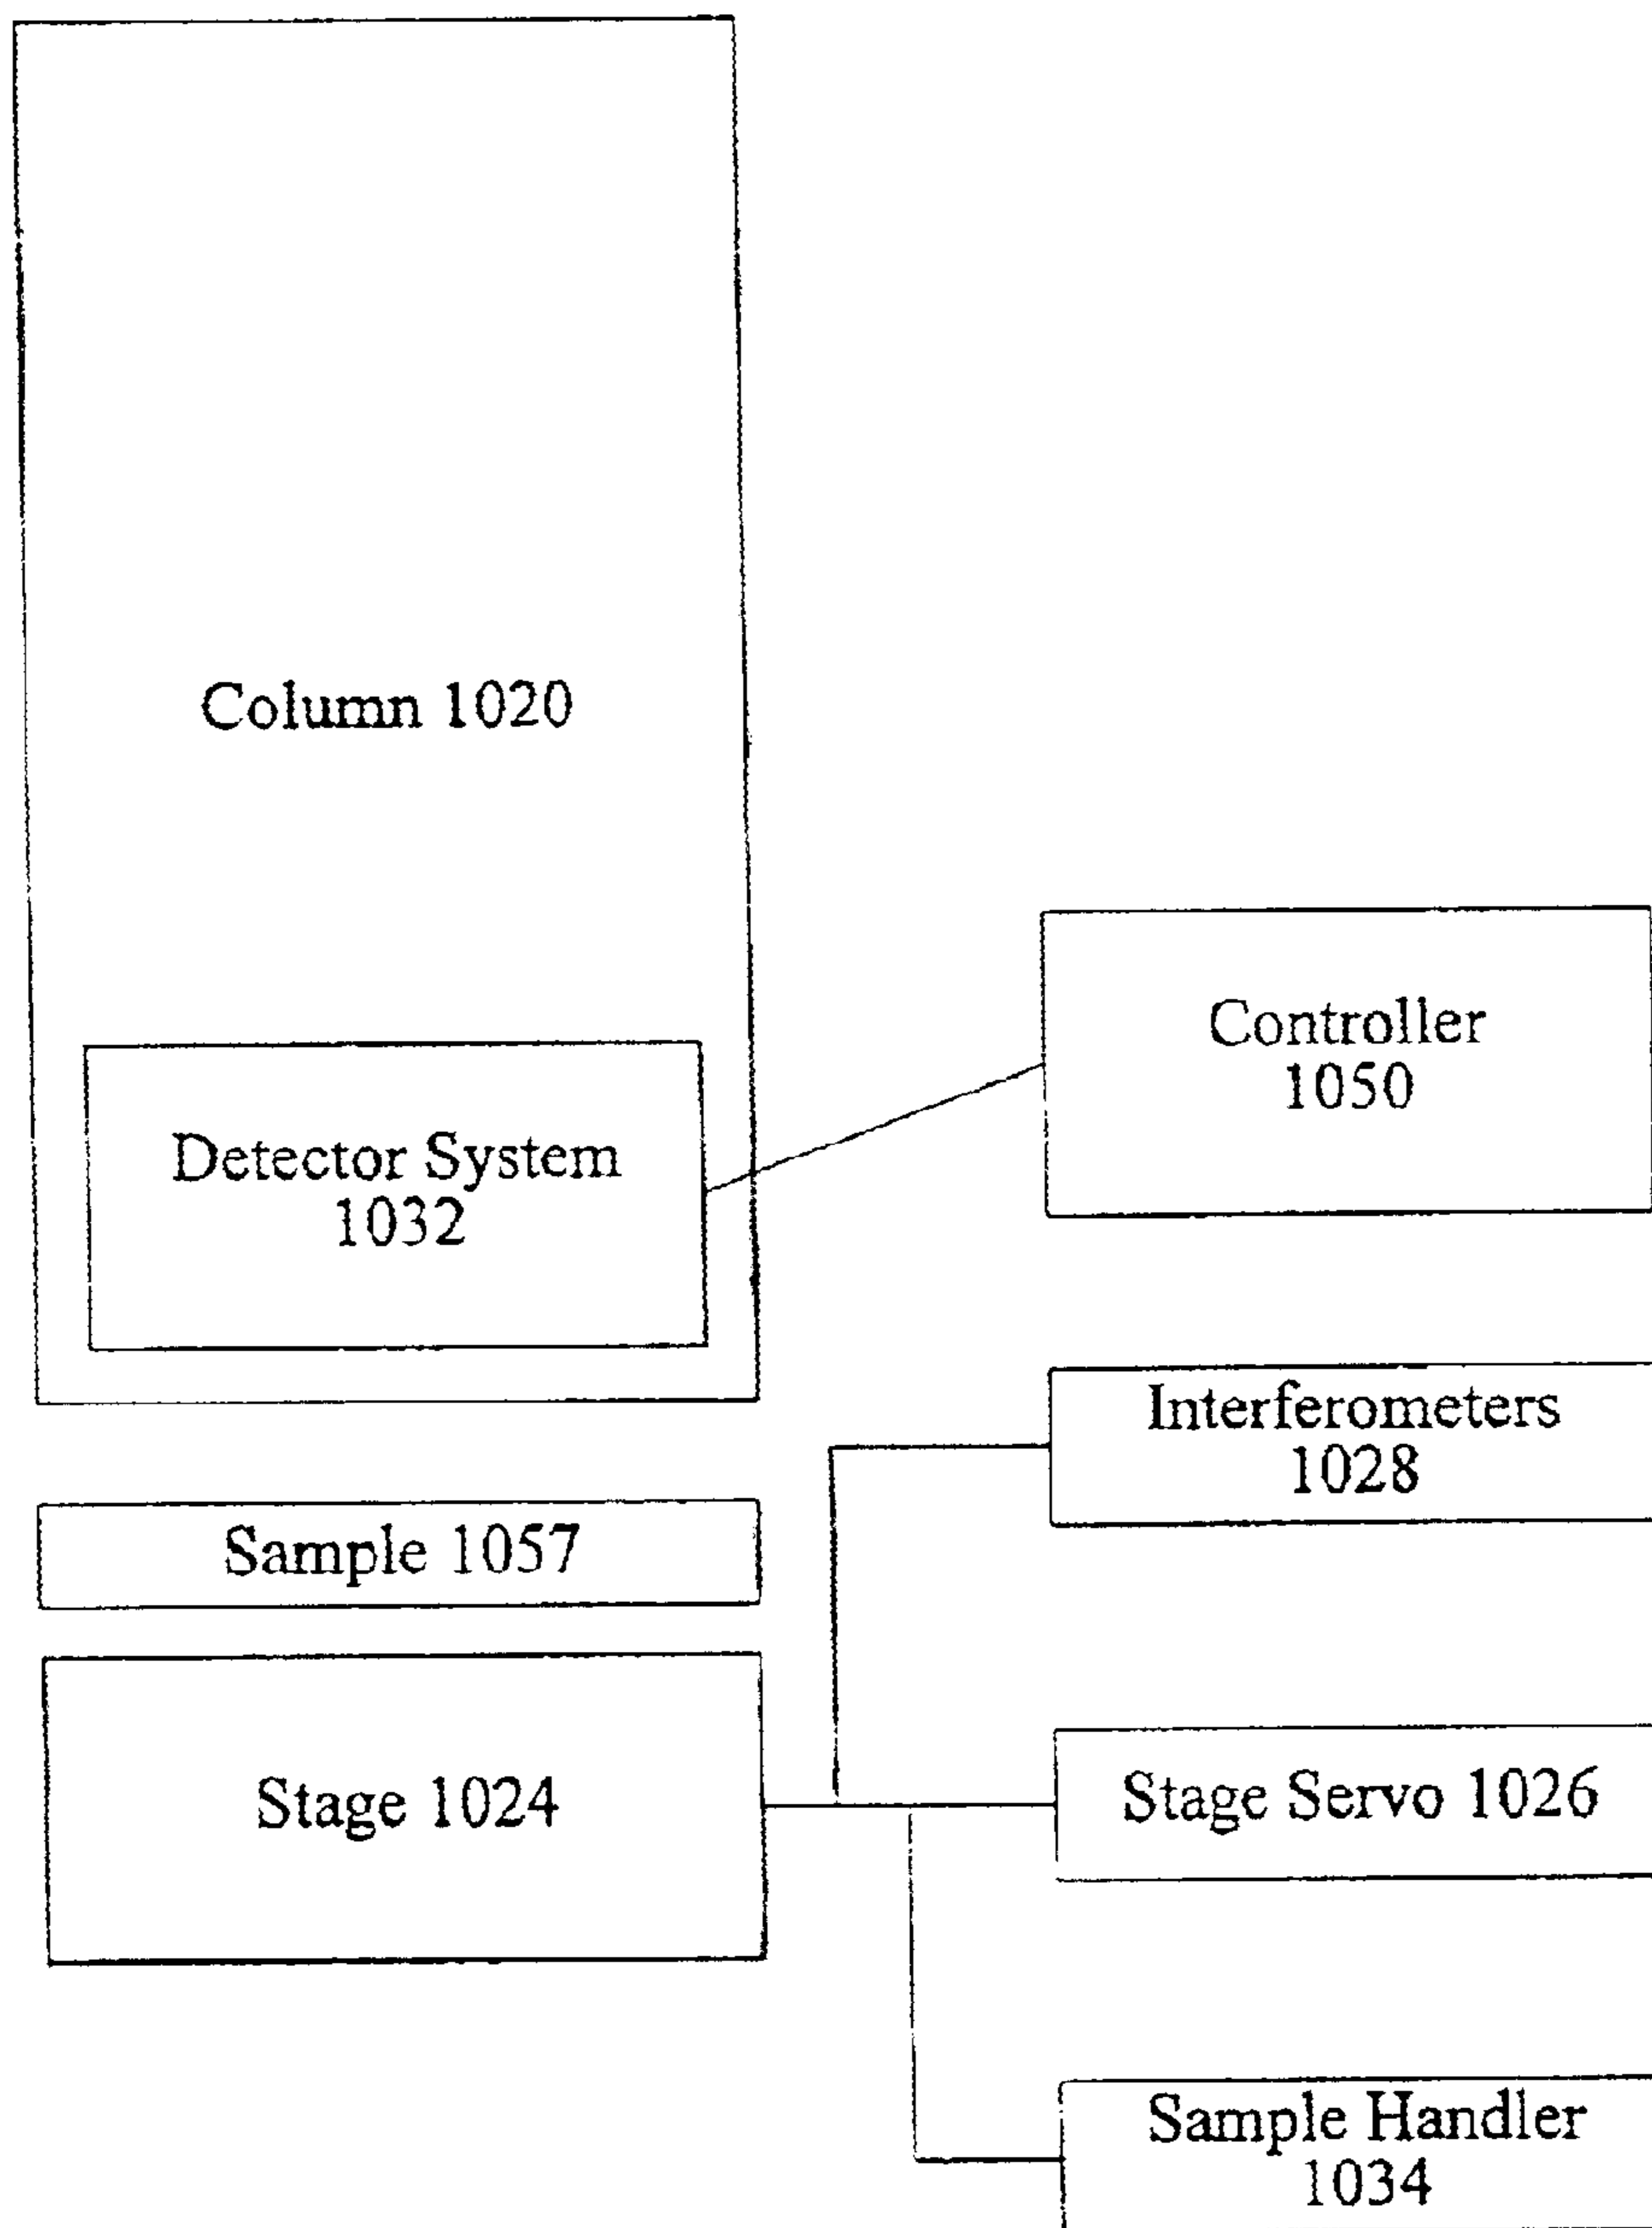 Column 1020
Detector System
1032
Controller
1050
Interferometers
1028
Sample 1057
Stage 1024
Stage Servo 1026
Sample Handler
1034